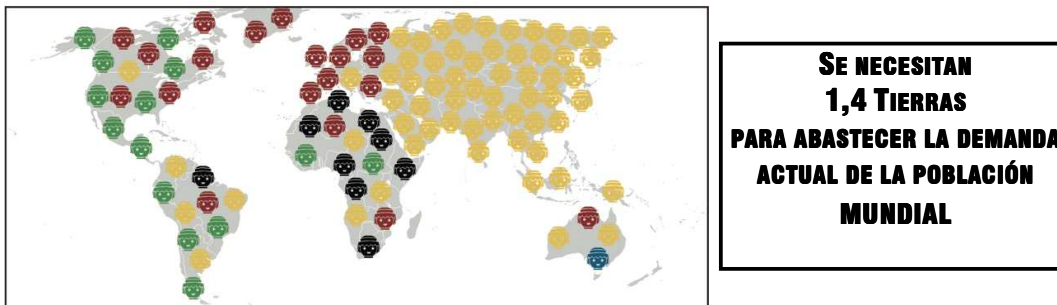 SE NECESITAN
1,4 TIERRAS
PARA ABASTECER LA DEMANDA
ACTUAL DE LA POBLACIÓN
MUNDIAL